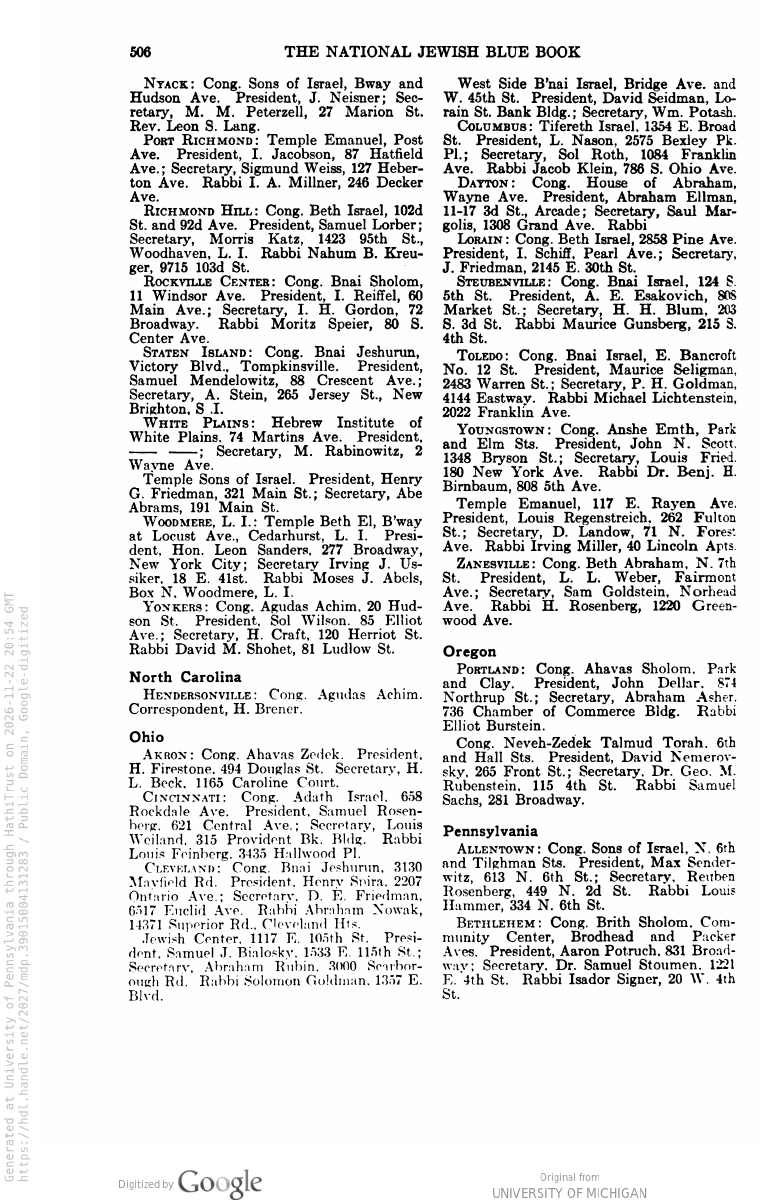 506 THE NATIONAL JEWISH BLUE BOOK
NYACK: Cong. Sons of Israel, Bway and
Hudson Ave. President, J. Neisner; Sec-
retary, M. M. Peterzell, 27 Marion St.
Rev. Leon S. Lang.
PORT RICHMOND: Temple Emanuel, Post
Ave. President, I. Jacobson, 87 Hatfield
Ave.; Secretary, Sigmund Weiss, 127 Heber-
ton Ave. Rabbi I. A. Millner, 246 Decker
Ave.
RICHMOND HILL: Cong. Beth Israel, 102d
St. and 92d Ave. President, Samuel Lorber;
Secretary, Morris Katz, 1423 95th St.,
Woodhaven, L. I. Rabbi Nahum B. Kreu-
ger, 9715 103d St.
ROCKVILLE CENTER: Cong. Bnai Sholom,
11 Windsor Ave. President, I. Reiffel, 60
Main Ave.; Secretary, I. H. Gordon, 72
Broadway. Rabbi Moritz Speier, 80 S.
Center Ave.
STATEN ISLAND: Cong. Bnai Jeshurun,
Victory Blvd., Tompkinsville. President,
Samuel Mendelowitz, 88 Crescent Ave.;
Secretary, A. Stein, 265 Jersey St., New
Brighton, S .I.
WHITE PLAINS: Hebrew Institute of
White Plains, 74 Martins Ave. President,
—— ——; Secretary, M. Rabinowitz, 2
Wayne Ave.
Temple Sons of Israel. President, Henry
G. Friedman, 321 Main St.; Secretary, Abe
Abrams, 191 Main St.
WOODMERE, L. I.: Temple Beth El, B'way
at Locust Ave., Cedarhurst, L. I. Presi-
dent, Hon. Leon Sanders, 277 Broadway,
New York City; Secretary Irving J. Us-
siker, 18 E. 41st. Rabbi Moses J. Abels,
Box N. Woodmere, L. I.
YONKERS: Cong. Agudas Achim, 20 Hud-
son St. President, Sol Wilson. 85 Elliot
Ave.; Secretary, H. Craft, 120 Herriot St.
Rabbi David M. Shohet, 81 Ludlow St.
North Carolina
HENDERSONVILLE: Cong. Agudas Achim.
Correspondent, H. Brener.
Ohio
AKRON: Cong. Ahavas Zedek. President,
H. Firestone, 494 Douglas St. Secretary, H.
L. Beck, 1165 Caroline Court.
CINCINNATI: Cong. Adath Israel, 658
Rockdale Ave. President, Samuel Rosen-
berg, 621 Central Ave.; Secretary, Louis
Weiland, 315 Provident Bk. Bldg. Rabbi
Louis Feinberg, 3435 Hallwood Pl.
CLEVELAND: Cong. Bnai Jeshurun, 3130
Mayfield Rd. President, Henry Spira, 2207
Ontario Ave.; Secretary, D. E. Friedman,
6517 Euclid Ave. Rabbi Abraham Nowak,
14371 Superior Rd., Cleveland Hts.
Jewish Center, 1117 E. 105th St. Presi-
dent, Samuel J. Bialosky, 1533 E. 115th St.;
Secretary, Abraham Rubin, 3000 Scarbor-
ough Rd. Rabbi Solomon Goldman, 1357 E.
Blvd.
West Side B'nai Israel, Bridge Ave. and
W. 45th St. President, David Seidman, Lo-
rain St. Bank Bldg.; Secretary, Wm. Potash.
COLUMBUS: Tifereth Israel, 1354 E. Broad
St. President, L. Nason, 2575 Bexley Pk.
Pl.; Secretary, Sol Roth, 1084 Franklin
Ave. Rabbi Jacob Klein, 786 S. Ohio Ave.
DAYTON: Cong. House of Abraham,
Wayne Ave. President, Abraham Ellman,
11-17 3d St., Arcade; Secretary, Saul Mar-
golis, 1308 Grand Ave. Rabbi
LORAIN: Cong. Beth Israel, 2858 Pine Ave.
President, I. Schiff, Pearl Ave.; Secretary,
J. Friedman, 2145 E. 30th St.
STEUBENVILLE: Cong. Bnai Israel, 124 S.
5th St. President, A. E. Esakovich, 808
Market St.; Secretary, H. H. Blum, 203
S. 3d St. Rabbi Maurice Gunsberg, 215 S.
4th St.
TOLEDO: Cong. Bnai Israel, E. Bancroft
No. 12 St. President, Maurice Seligman,
2483 Warren St.; Secretary, P. H. Goldman,
4144 Eastway. Rabbi Michael Lichtenstein,
2022 Franklin Ave.
YOUNGSTOWN: Cong. Anshe Emth, Park
and Elm Sts. President, John N. Scott.
1348 Bryson St.; Secretary, Louis Fried.
180 New York Ave. Rabbi Dr. Benj. H.
Birnbaum, 808 5th Ave.
Temple Emanuel, 117 E. Rayen Ave.
President, Louis Regenstreich, 262 Fulton
St.; Secretary, D. Landow, 71 N. Forest
Ave. Rabbi Irving Miller, 40 Lincoln Apts.
ZANESVILLE: Cong. Beth Abraham, N. 7th
St. President, L. L. Weber, Fairmont
Ave.; Secretary, Sam Goldstein, Norhead
Ave. Rabbi H. Rosenberg, 1220 Green-
wood Ave.
Oregon
PORTLAND: Cong. Ahavas Sholom, Park
and Clay. President, John Dellar, 874
Northrup St.; Secretary, Abraham Asher.
736 Chamber of Commerce Bldg. Rabbi
Elliot Burstein.
Cong. Neveh-Zedek Talmud Torah, 6th
and Hall Sts. President, David Nemerov-
sky, 265 Front St.; Secretary, Dr. Geo. M.
Rubenstein, 115 4th St. Rabbi Samuel
Sachs, 281 Broadway.
Pennsylvania
ALLENTOWN: Cong. Sons of Israel, N. 6th
and Tilghman Sts. President, Max Sender-
witz, 613 N. 6th St.; Secretary, Reuben
Rosenberg, 449 N. 2d St. Rabbi Louis
Hammer, 334 N. 6th St.
BETHLEHEM: Cong. Brith Sholom, Com-
munity Center, Brodhead and Packer
Aves. President, Aaron Potruch, 831 Broad-
way; Secretary, Dr. Samuel Stoumen, 1221
E. 4th St. Rabbi Isador Signer, 20 W. 4th
St.
Generated at University of Pennsylvania on 2026-11-22 20:54 GMT
https://hdl.handle.net/2027/mdp.39015004131283 / Public Domain, Google-digitized
through HathiTrust
Digitized by Google
Original from
UNIVERSITY OF MICHIGAN